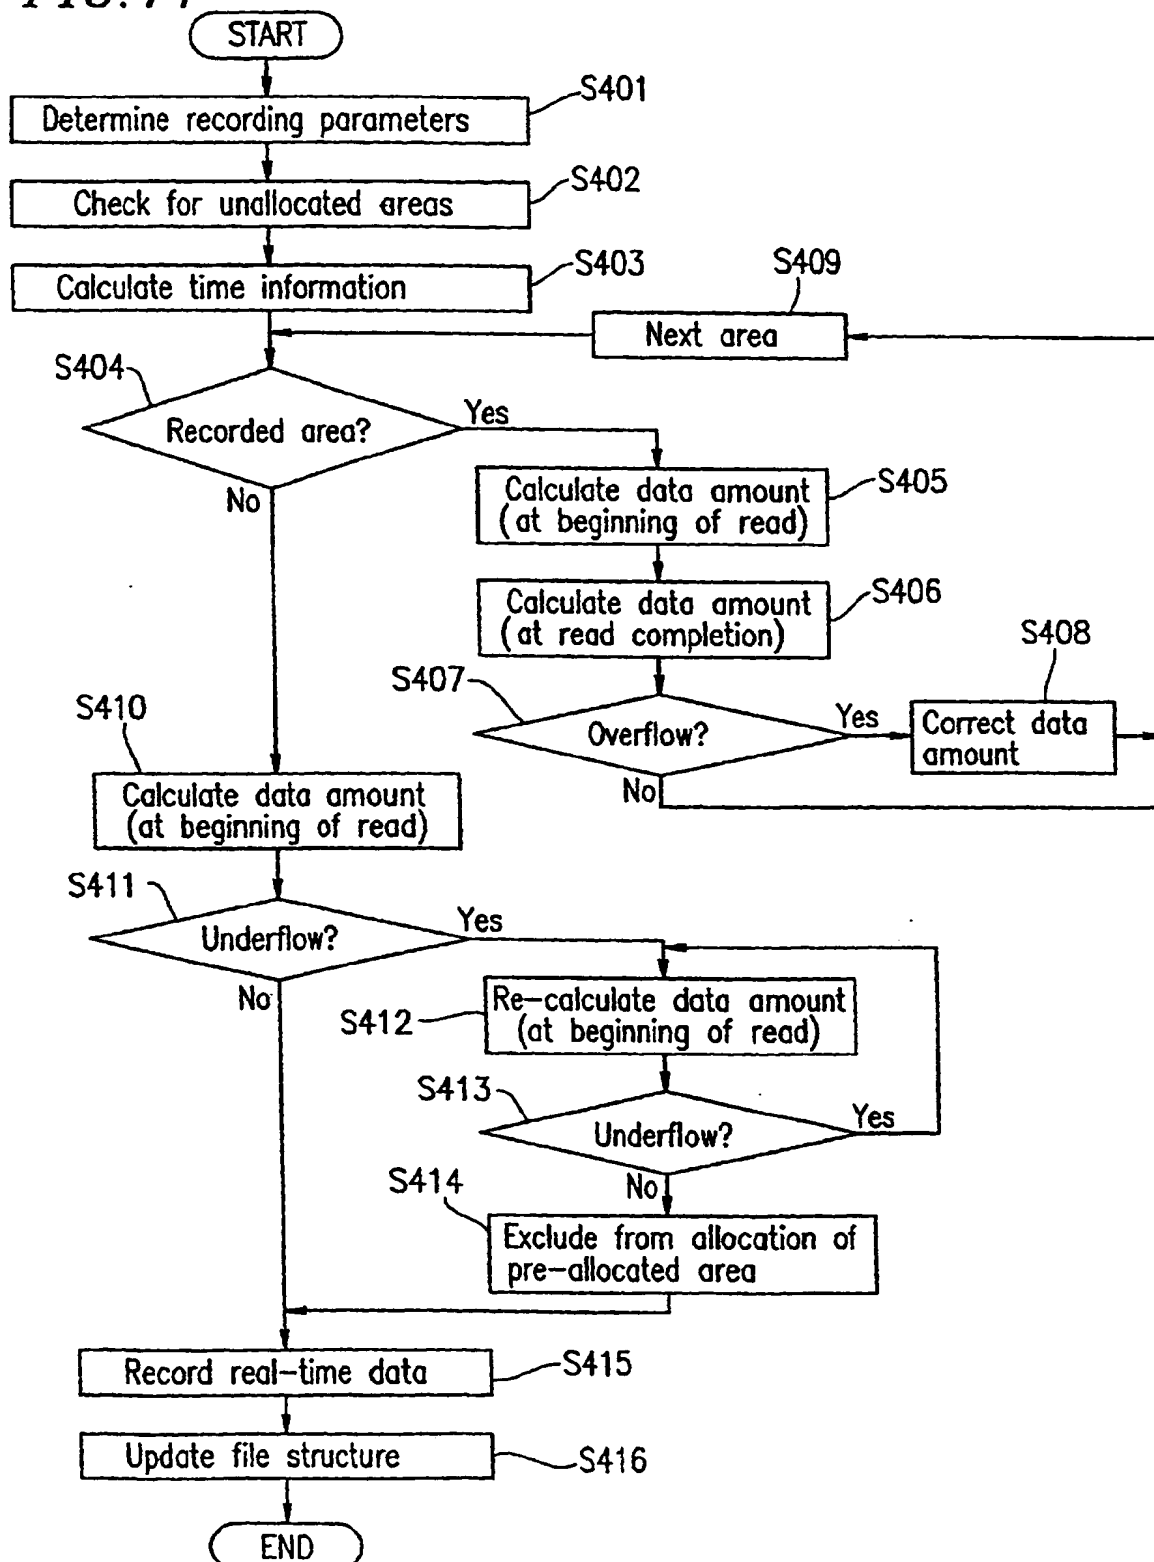 START
S401
Determine recording parameters
S402
Check for unallocated areas
S403
Calculate time information
S409
Next area
S404
Recorded area?
Yes
No
S405
Calculate data amount
(at beginning of read)
S406
Calculate data amount
(at read completion)
S407
Overflow?
Yes
No
S408
Correct data
amount
S410
Calculate data amount
(at beginning of read)
S411
Underflow?
Yes
No
S412
Re-calculate data amount
(at beginning of read)
S413
Underflow?
Yes
No
S414
Exclude from allocation of
pre-allocated area
S415
Record real-time data
S416
Update file structure
END